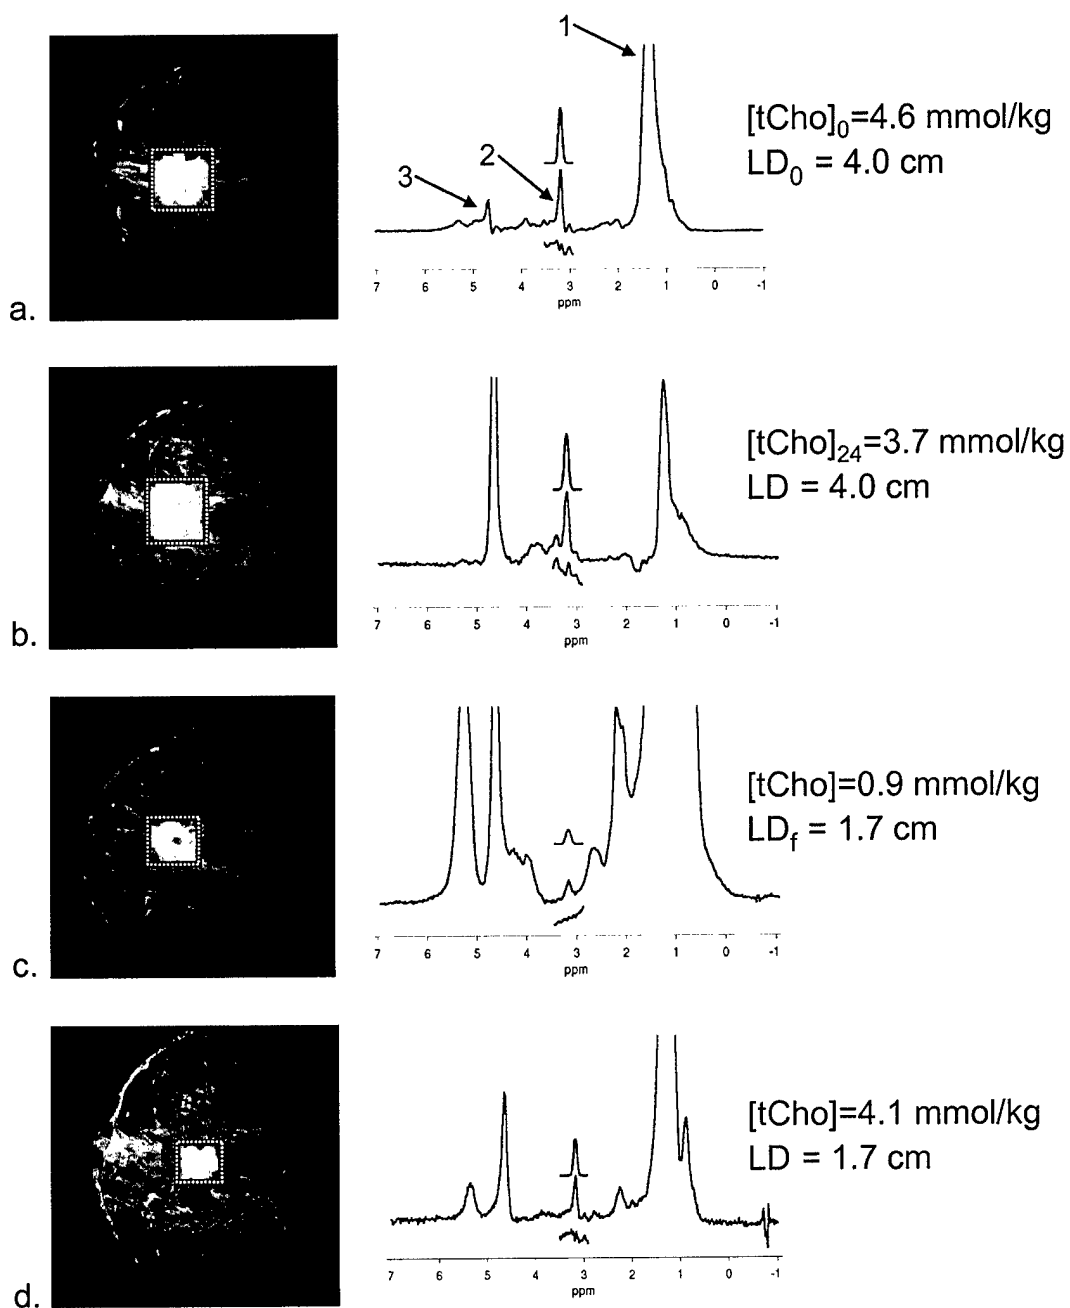 1
2
3
[tCho]0=4.6 mmol/kg
LD0 = 4.0 cm
7 6 5 4 3 2 1 0 -1
ppm
a.
[tCho]24=3.7 mmol/kg
LD = 4.0 cm
7 6 5 4 3 2 1 0 -1
ppm
b.
[tCho]=0.9 mmol/kg
LDf = 1.7 cm
7 6 5 4 3 2 1 0 -1
ppm
c.
[tCho]=4.1 mmol/kg
LD = 1.7 cm
7 6 5 4 3 2 1 0 -1
ppm
d.